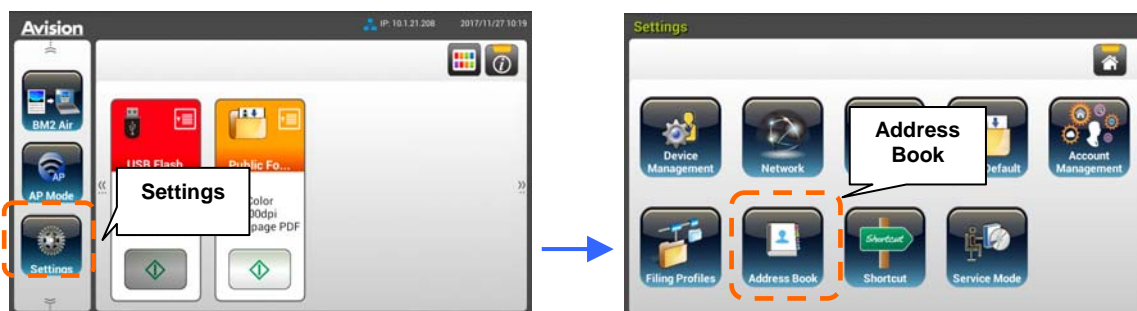 Avision
IP: 10.1.21.208
2017/11/27 10:19
BM2 Air
AP
AP Mode
Settings
USB Flash
Public Fo...
Settings
Color
00dpi
page PDF
Settings
Address
Book
Device
Management
Network
Default
Account
Management
Filing Profiles
Address Book
Shortcut
Shortcut
Service Mode